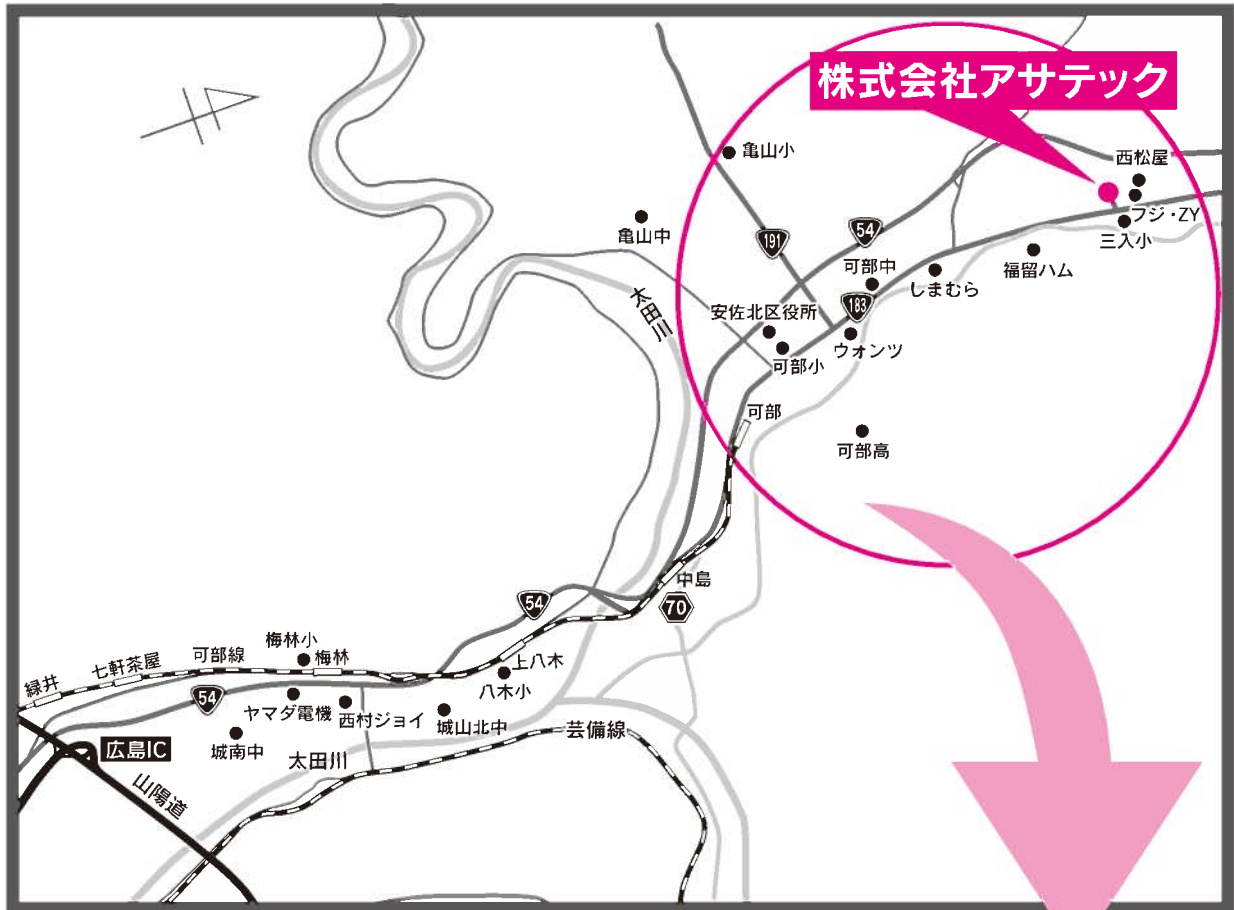 株式会社アサテック
西松屋
亀山小
フジ・ZY
三入小
亀山中
191
54
福留ハム
可部中
しまむら
太田川
安佐北区役所
183
ウォンツ
可部小
可部
可部高
中島
70
54
梅林小
梅林
上八木
可部線
七軒茶屋
緑井
八木小
54
ヤマダ電機
西村ジョイ
城山北中
芸備線
城南中
広島IC
太田川
山陽道